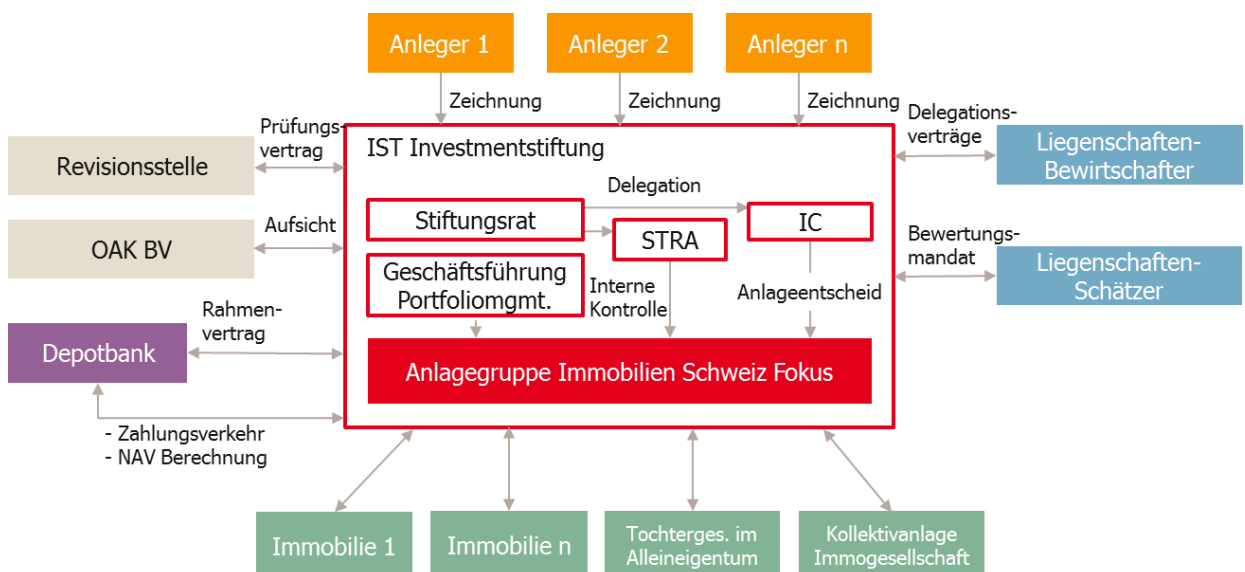 Anleger 1
Anleger 2
Anleger n
Zeichnung
Zeichnung
Zeichnung
Prüfungs-
vertrag
Revisionsstelle
Aufsicht
OAK BV
Rahmen-
vertrag
Depotbank
- Zahlungsverkehr
- NAV Berechnung
IST Investmentstiftung
Delegation
Stiftungsrat
STRA
IC
Geschäftsführung
Portfoliomgmt.
Interne
Kontrolle
Anlageentscheid
Anlagegruppe Immobilien Schweiz Fokus
Delegations-
verträge
Liegenschaften-
Bewirtschafter
Bewertungs-
mandat
Liegenschaften-
Schätzer
Immobilie 1
Immobilie n
Tochterges. im
Alleineigentum
Kollektivanlage
Immogesellschaft